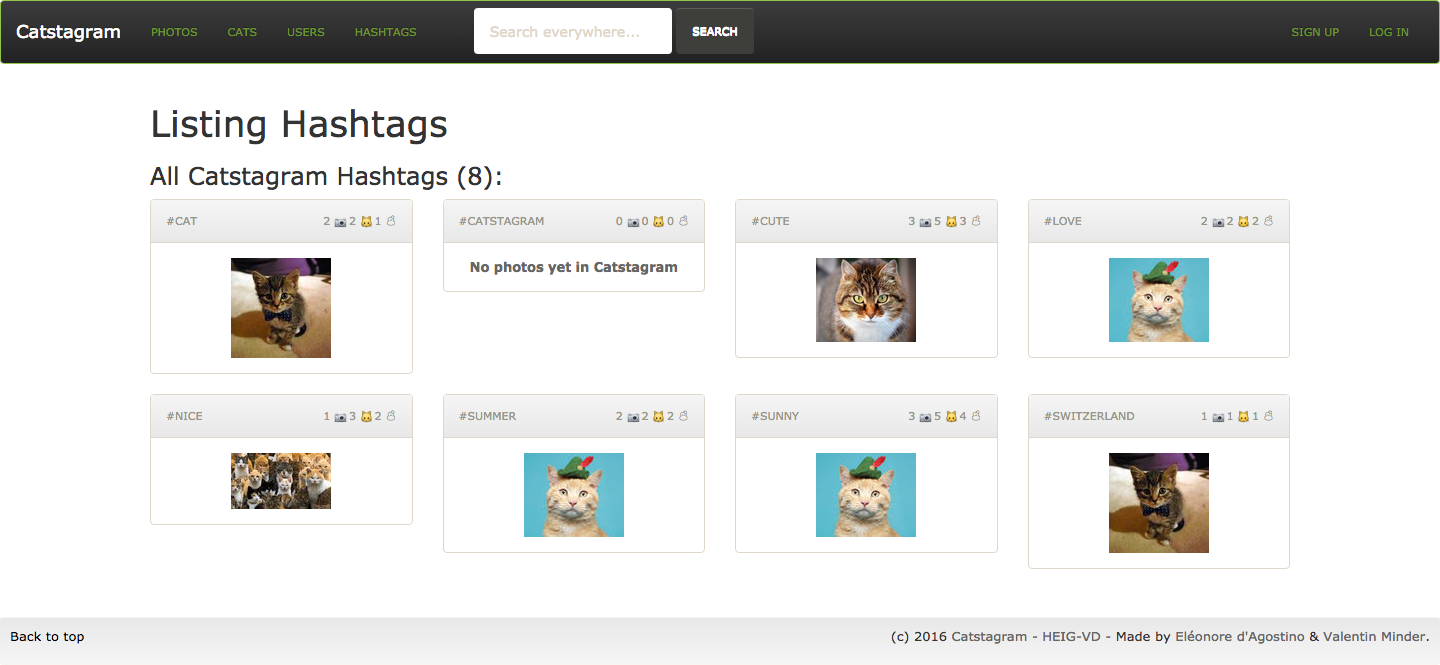 Catstagram PHOTOS CATS USERS HASHTAGS Search everywhere... SEARCH SIGN UP LOG IN
Listing Hashtags
All Catstagram Hashtags (8):
#CAT 2 📷 2 🐱 1 ☃
#CATSTAGRAM 0 📷 0 🐱 0 ☃
No photos yet in Catstagram
#CUTE 3 📷 5 🐱 3 ☃
#LOVE 2 📷 2 🐱 2 ☃
#NICE 1 📷 3 🐱 2 ☃
#SUMMER 2 📷 2 🐱 2 ☃
#SUNNY 3 📷 5 🐱 4 ☃
#SWITZERLAND 1 📷 1 🐱 1 ☃
Back to top (c) 2016 Catstagram - HEIG-VD - Made by Eléonore d'Agostino & Valentin Minder.